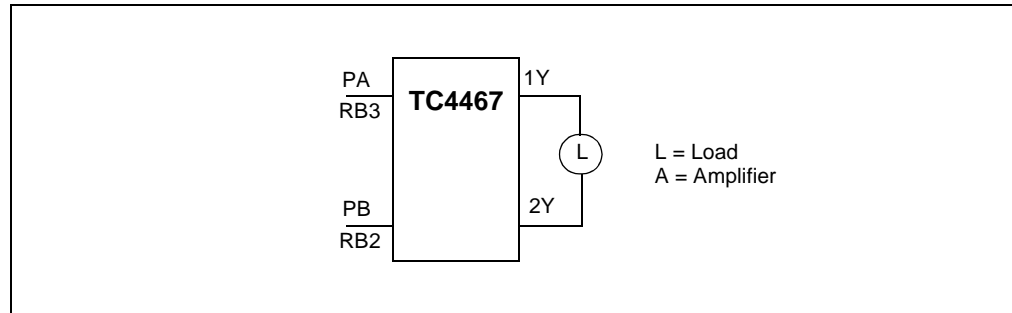 PA
RB3
TC4467
1Y
L
L = Load
A = Amplifier
PB
RB2
2Y